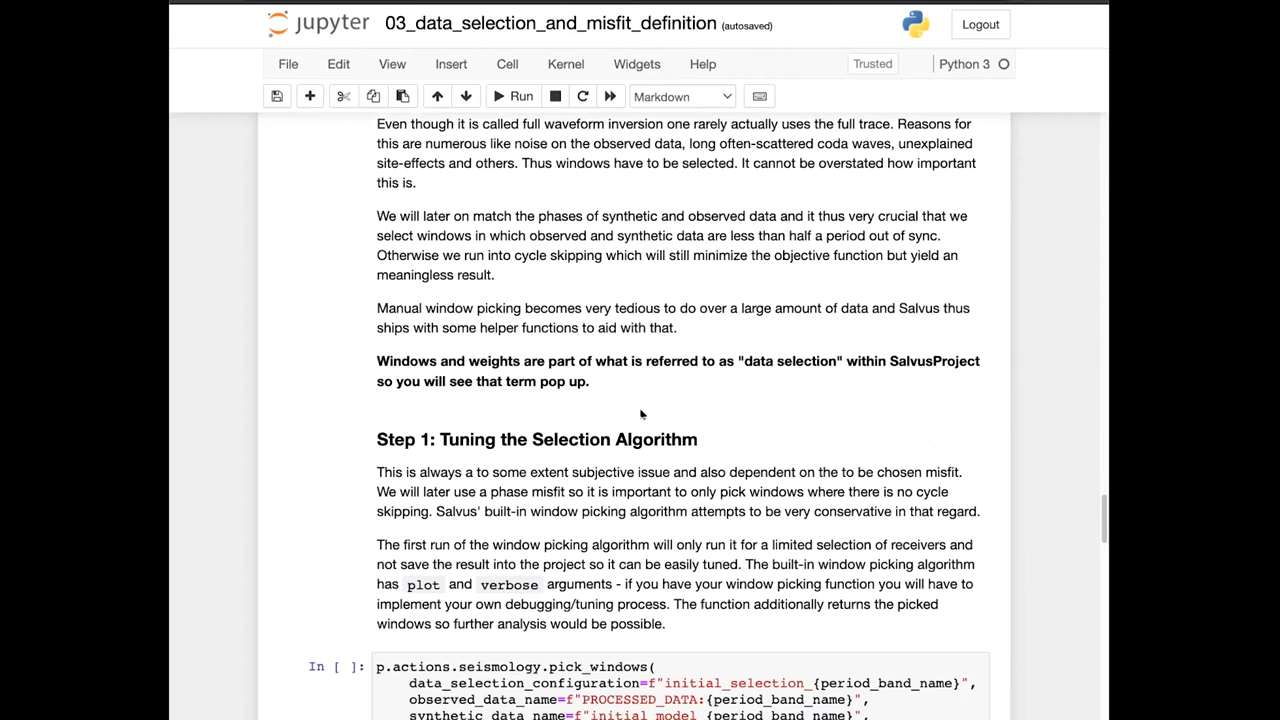 jupyter 03_data_selection_and_misfit_definition (autosaved) Logout
File Edit View Insert Cell Kernel Widgets Help Trusted Python 3
Run Markdown
Even though it is called full waveform inversion one rarely actually uses the full trace. Reasons for
this are numerous like noise on the observed data, long often-scattered coda waves, unexplained
site-effects and others. Thus windows have to be selected. It cannot be overstated how important
this is.
We will later on match the phases of synthetic and observed data and it thus very crucial that we
select windows in which observed and synthetic data are less than half a period out of sync.
Otherwise we run into cycle skipping which will still minimize the objective function but yield an
meaningless result.
Manual window picking becomes very tedious to do over a large amount of data and Salvus thus
ships with some helper functions to aid with that.
Windows and weights are part of what is referred to as "data selection" within SalvusProject
so you will see that term pop up.
Step 1: Tuning the Selection Algorithm
This is always a to some extent subjective issue and also dependent on the to be chosen misfit.
We will later use a phase misfit so it is important to only pick windows where there is no cycle
skipping. Salvus' built-in window picking algorithm attempts to be very conservative in that regard.
The first run of the window picking algorithm will only run it for a limited selection of receivers and
not save the result into the project so it can be easily tuned. The built-in window picking algorithm
has plot and verbose arguments - if you have your window picking function you will have to
implement your own debugging/tuning process. The function additionally returns the picked
windows so further analysis would be possible.
In [ ]: p.actions.seismology.pick_windows(
data_selection_configuration=f"initial_selection_{period_band_name}",
observed_data_name=f"PROCESSED_DATA:{period_band_name}",
synthetic_data_name=f"initial_model_{period_band_name}",